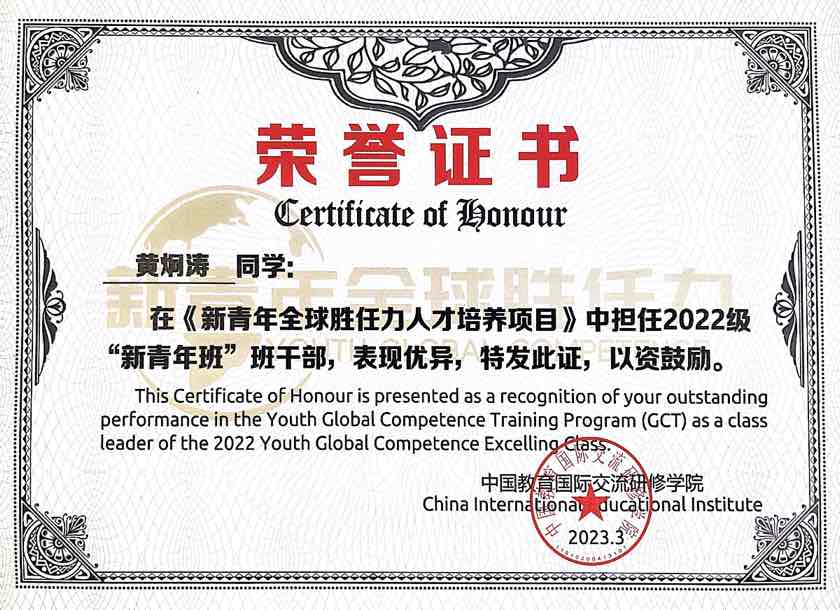 荣誉证书
Certificate of Honour
黄炯涛 同学:
新青年全球胜任力
YOUTH GLOBAL COMPETENCE
在《新青年全球胜任力人才培养项目》中担任2022级
“新青年班”班干部，表现优异，特发此证，以资鼓励。
This Certificate of Honour is presented as a recognition of your outstanding
performance in the Youth Global Competence Training Program (GCT) as a class
leader of the 2022 Youth Global Competence Excelling Class.
中国教育国际交流研修学院
China International Educational Institute
2023.3
中国教育国际交流研修学院